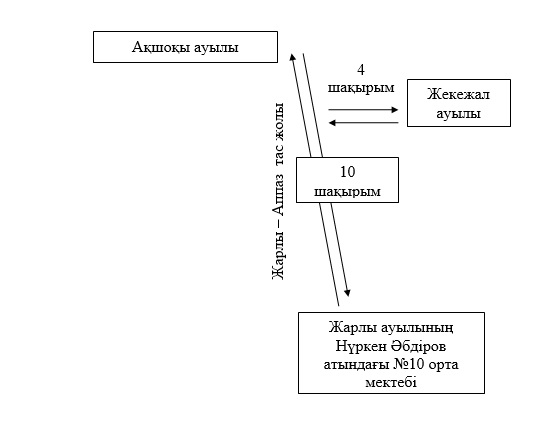 Ақшоқы ауылы
4
шақырым
Жекежал
ауылы
Жарлы – Аппаз тас жолы
10
шақырым
Жарлы ауылының
Нүркен Әбдіров
атындағы №10 орта
мектебі